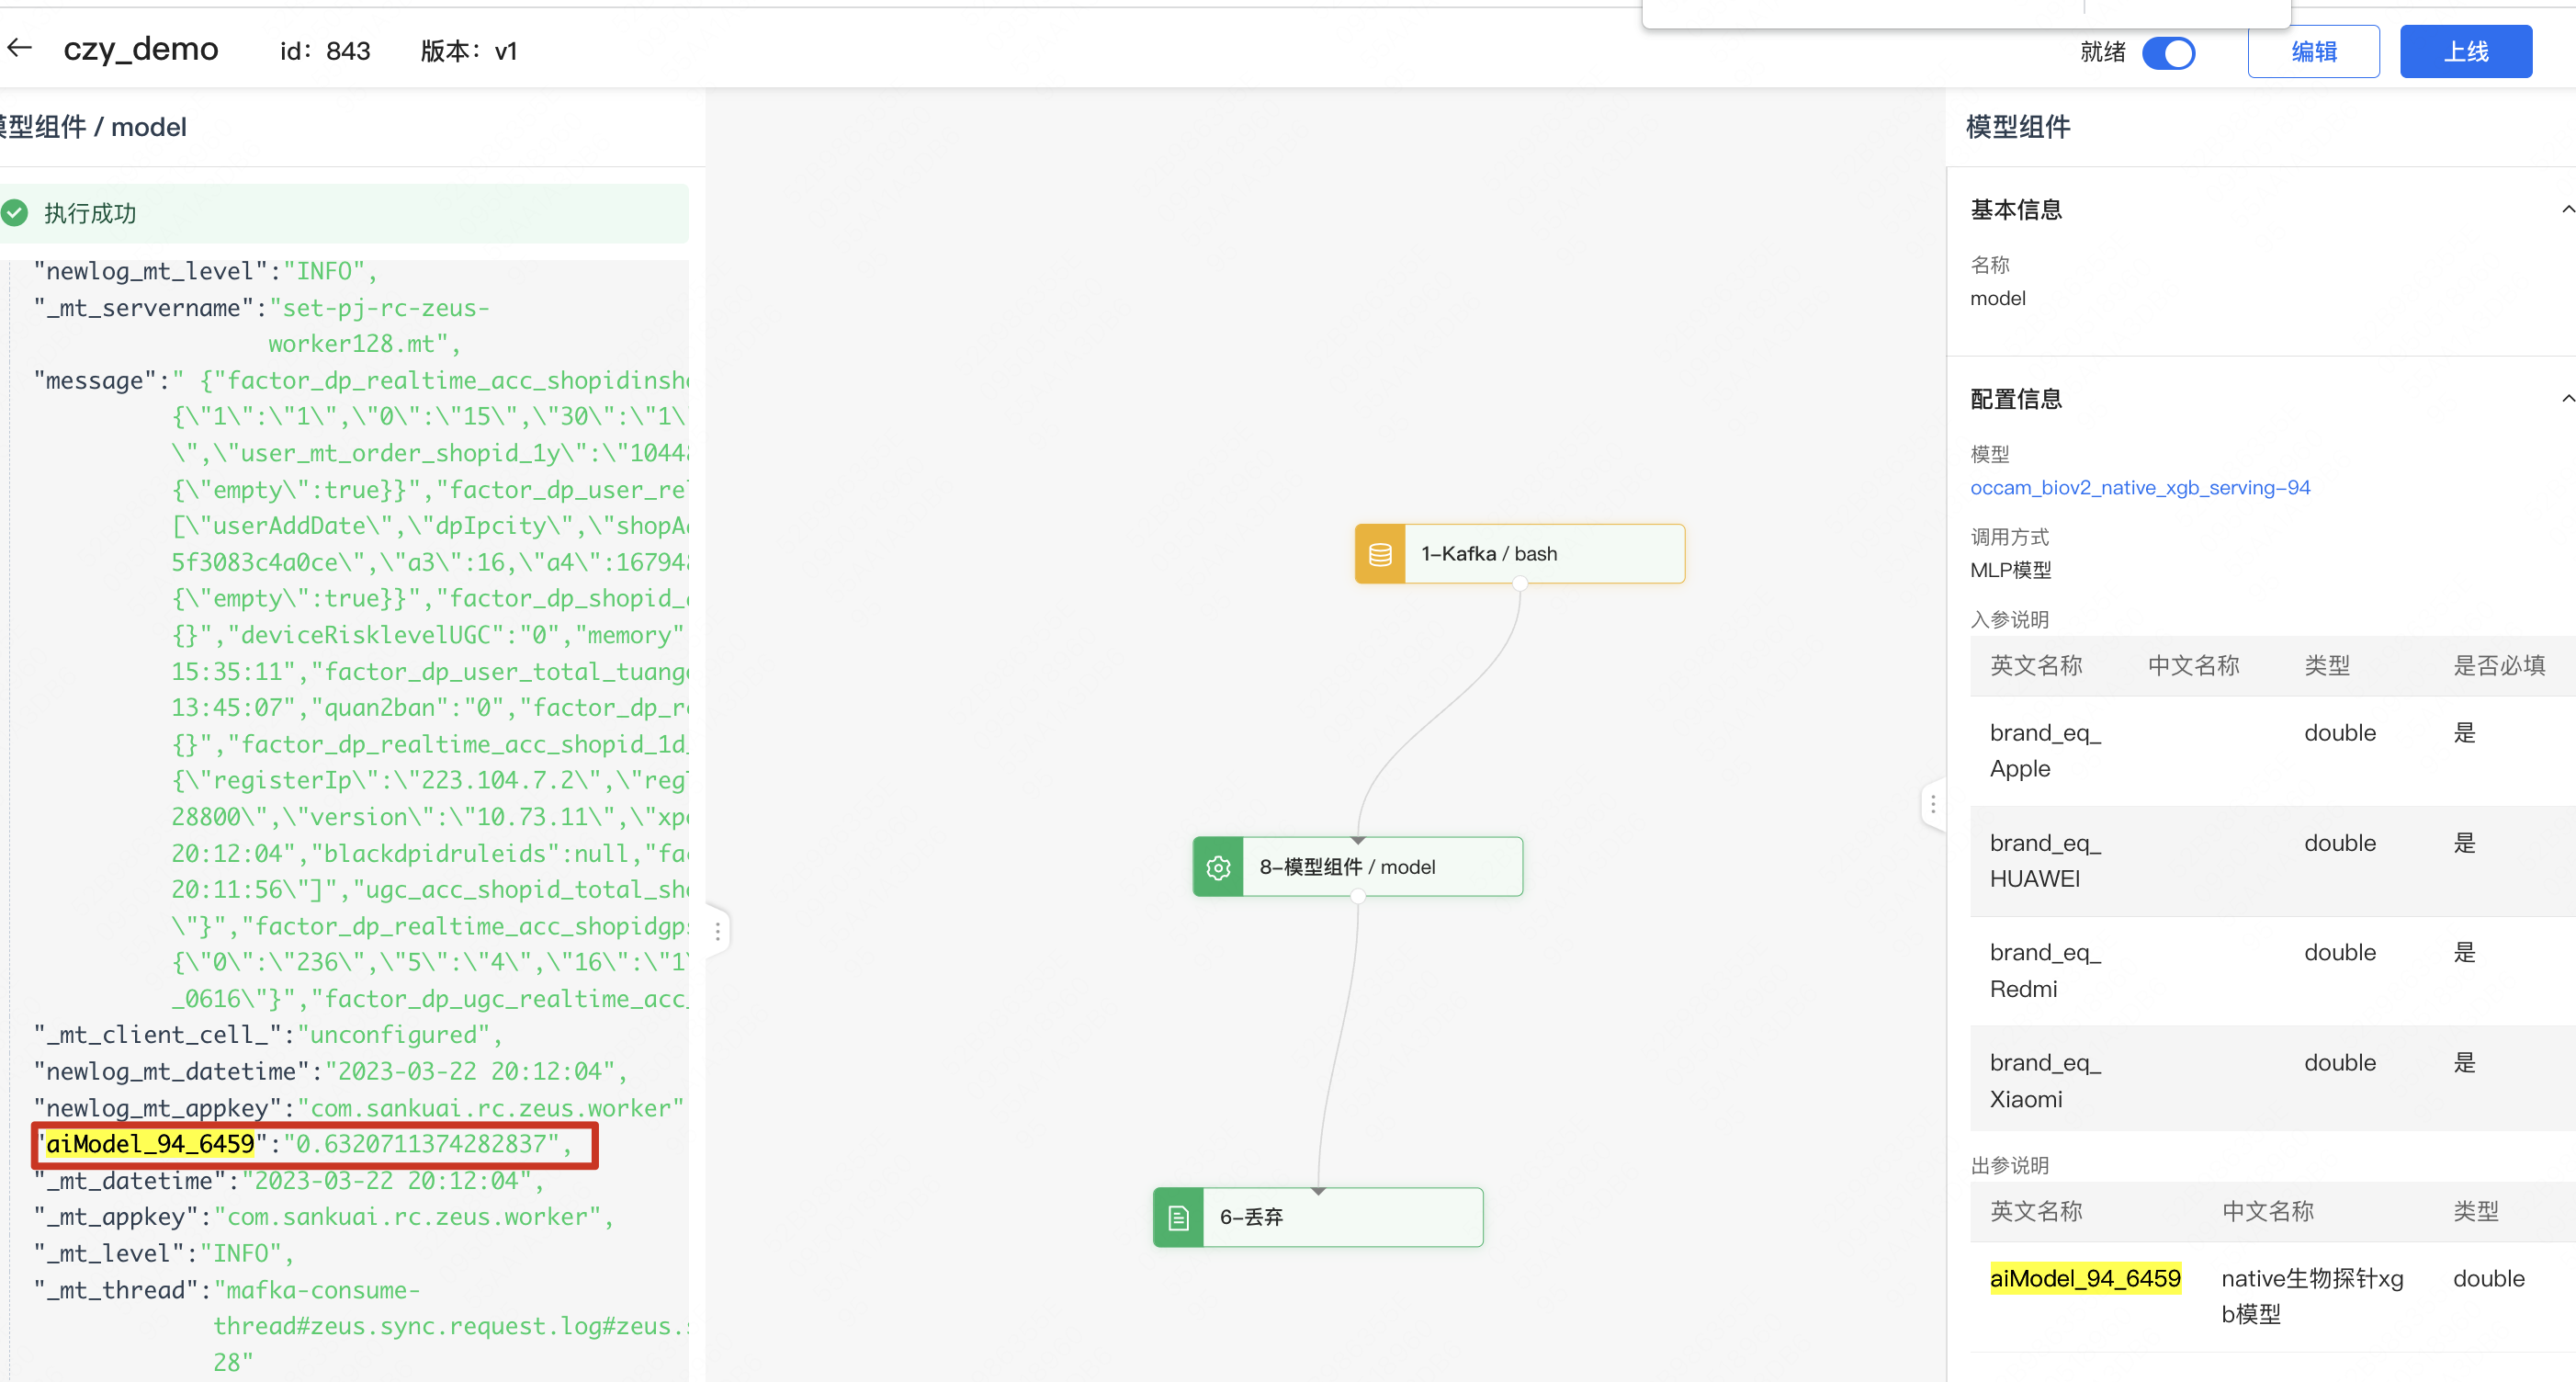 czy_demo id：843 版本：v1 就绪 编辑 上线
模型组件 / model
执行成功
"newlog_mt_level":"INFO",
"_mt_servername":"set-pj-rc-zeus-
worker128.mt",
"message":" {"factor_dp_realtime_acc_shopidinsh
{\"1\":\"1\",\"0\":\"15\",\"30\":\"1\
\",\"user_mt_order_shopid_1y\":\"1044
{\"empty\":true}}","factor_dp_user_re
[\"userAddDate\",\"dpIpcity\",\"shopA
5f3083c4a0ce\",\"a3\":16,\"a4\":16794
{\"empty\":true}}","factor_dp_shopid_
{}","deviceRisklevelUGC":"0","memory"
15:35:11","factor_dp_user_total_tuang
13:45:07","quan2ban":"0","factor_dp_r
{}","factor_dp_realtime_acc_shopid_1d_
{\"registerIp\":\"223.104.7.2\",\"reg
28800\",\"version\":\"10.73.11\",\"xp
20:12:04","blackdpidruleids":null,"fa
20:11:56\"]","ugc_acc_shopid_total_sh
\"}","factor_dp_realtime_acc_shopidgp
{\"0\":\"236\",\"5\":\"4\",\"16\":\"1\
_0616\"}","factor_dp_ugc_realtime_acc_
"_mt_client_cell_":"unconfigured",
"newlog_mt_datetime":"2023-03-22 20:12:04",
"newlog_mt_appkey":"com.sankuai.rc.zeus.worker"
"aiModel_94_6459":"0.6320711374282837",
"_mt_datetime":"2023-03-22 20:12:04",
"_mt_appkey":"com.sankuai.rc.zeus.worker",
"_mt_level":"INFO",
"_mt_thread":"mafka-consume-
thread#zeus.sync.request.log#zeus.
28"
1-Kafka / bash
8-模型组件 / model
6-丢弃
模型组件
基本信息
名称
model
配置信息
模型
occam_biov2_native_xgb_serving-94
调用方式
MLP模型
入参说明
英文名称 中文名称 类型 是否必填
brand_eq_ double 是
Apple
brand_eq_ double 是
HUAWEI
brand_eq_ double 是
Redmi
brand_eq_ double 是
Xiaomi
出参说明
英文名称 中文名称 类型
aiModel_94_6459 native生物探针xg double
b模型